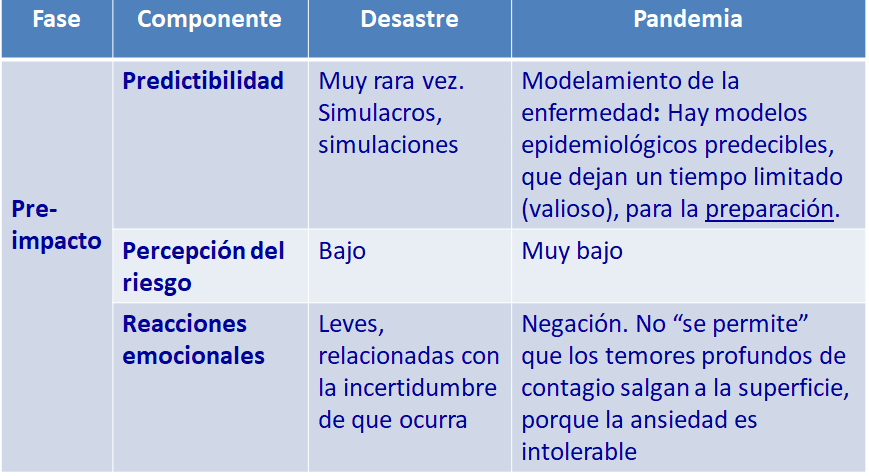 Fase Componente Desastre Pandemia
Pre-
impacto
Predictibilidad
Muy rara vez.
Simulacros,
simulaciones
Modelamiento de la
enfermedad: Hay modelos
epidemiológicos predecibles,
que dejan un tiempo limitado
(valioso), para la preparación.
Percepción del
riesgo
Bajo
Muy bajo
Reacciones
emocionales
Leves,
relacionadas con
la incertidumbre
de que ocurra
Negación. No “se permite”
que los temores profundos de
contagio salgan a la superficie,
porque la ansiedad es
intolerable